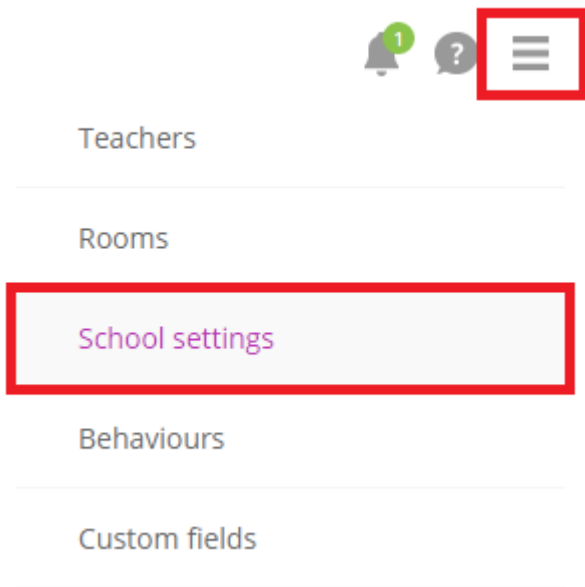 1
?
Teachers
Rooms
School settings
Behaviours
Custom fields